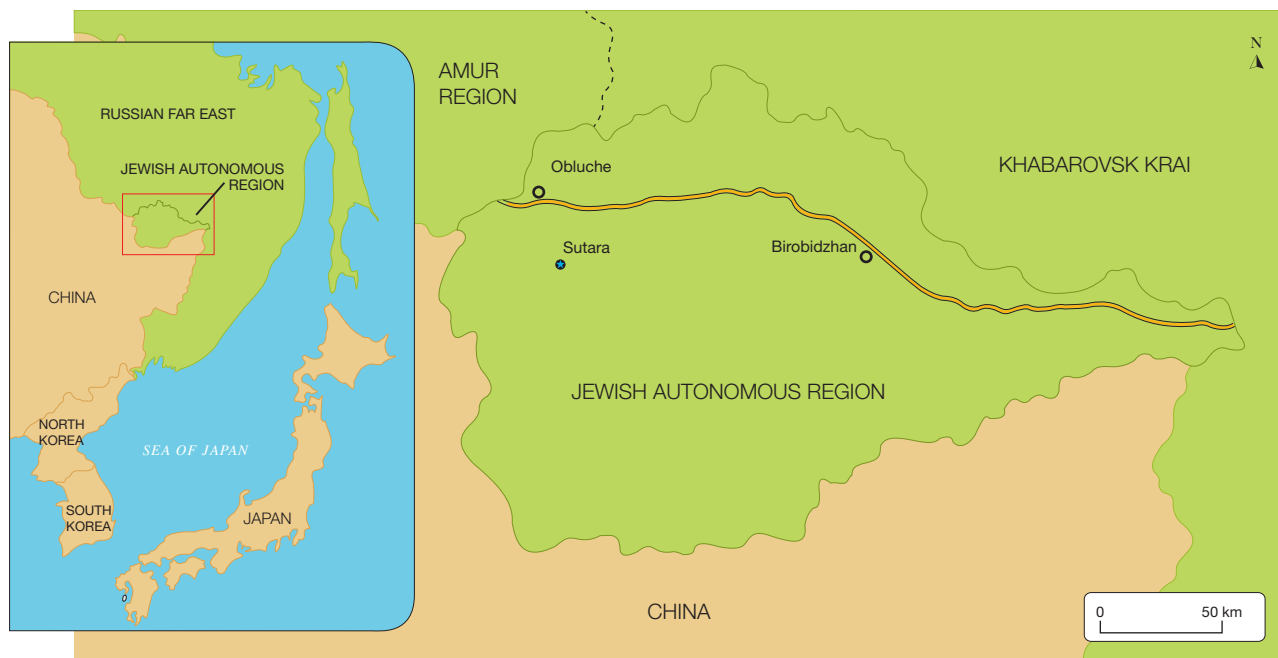 RUSSIAN FAR EAST
JEWISH AUTONOMOUS
REGION
CHINA
NORTH
KOREA
SEA OF JAPAN
SOUTH
KOREA
JAPAN
AMUR
REGION
N
Obluche
KHABAROVSK KRAI
Sutara
Birobidzhan
JEWISH AUTONOMOUS REGION
CHINA
0 50 km